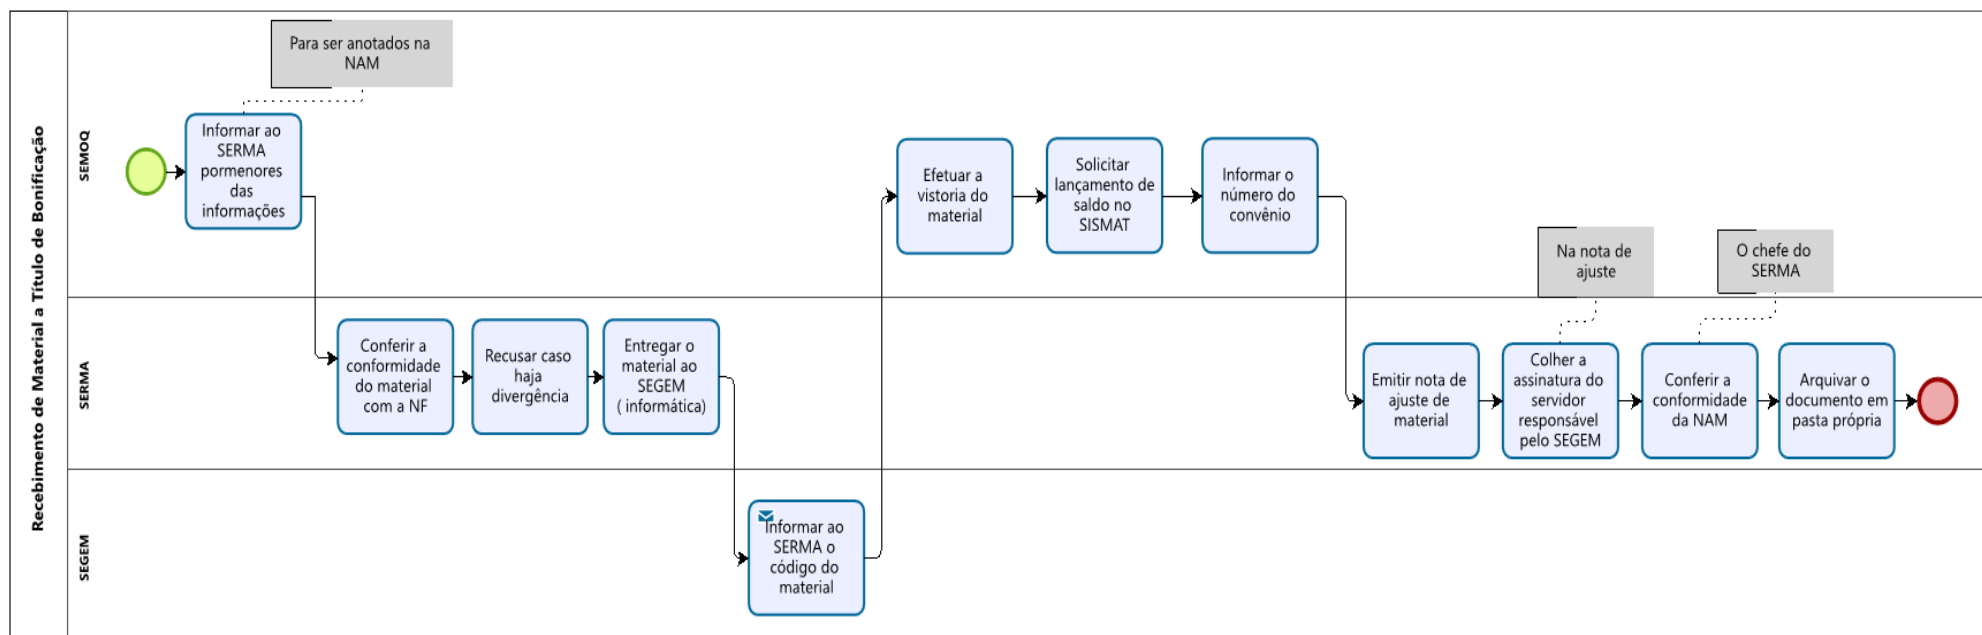 Recebimento de Material a Título de Bonificação
SEMOQ
Para ser anotados na
NAM
Informar ao
SERMA
pormenores
das
informações
Efetuar a
vistoria do
material
Solicitar
lançamento de
saldo no
SISMAT
Informar o
número do
convênio
Na nota de
ajuste
O chefe do
SERMA
SERMA
Conferir a
conformidade
do material
com a NF
Recusar caso
haja
divergência
Entregar o
material ao
SEGEM
( informática)
Emitir nota de
ajuste de
material
Colher a
assinatura do
servidor
responsável
pelo SEGEM
Conferir a
conformidade
da NAM
Arquivar o
documento em
pasta própria
SEGEM
Informar ao
SERMA o
código do
material